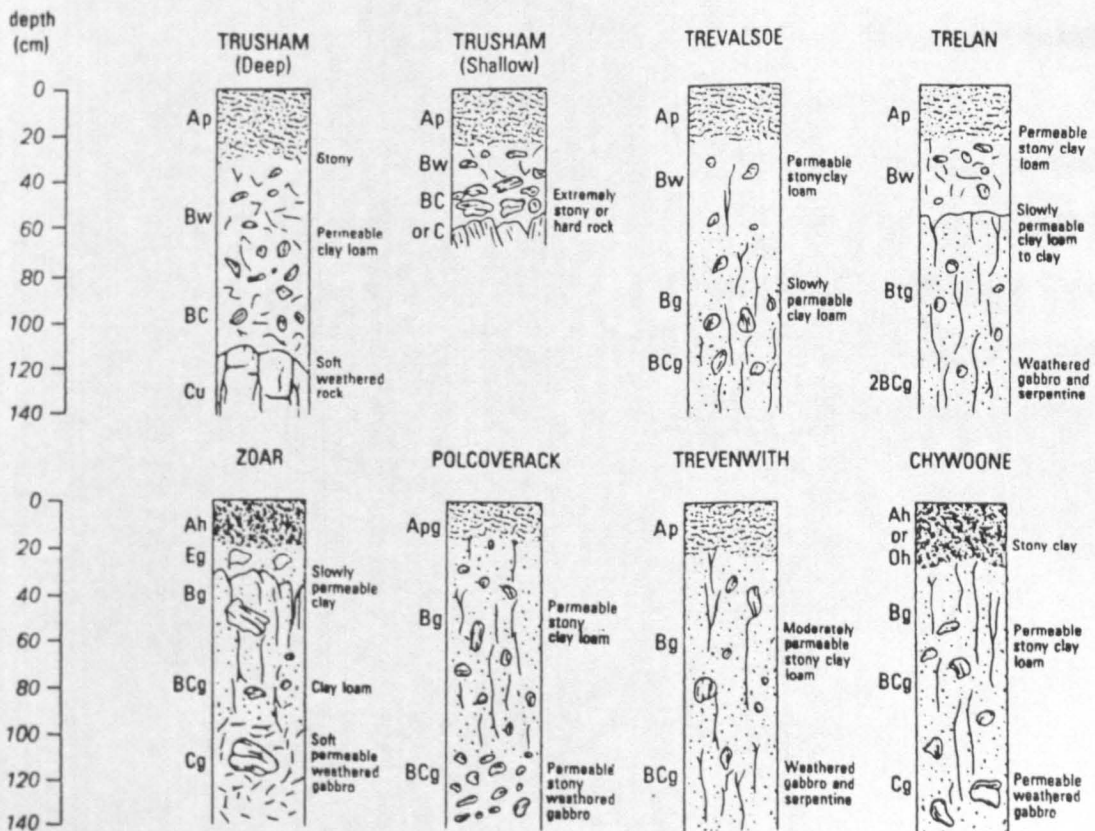 depth
(cm)
TRUSHAM
(Deep)
TRUSHAM
(Shallow)
TREVALSOE
TRELAN
0
20
40
60
80
100
120
140
Ap
Bw
BC
Cu
Stony
Permeable
clay loam
Soft
weathered
rock
Ap
Bw
BC
or C
Extremely
stony or
hard rock
Ap
Bw
Bg
BCg
Permeable
stony clay
loam
Slowly
permeable
clay loam
Ap
Bw
Btg
2BCg
Permeable
stony clay
loam
Slowly
permeable
clay loam
to clay
Weathered
gabbro and
serpentine
ZOAR
POLCOVERACK
TREVENWITH
CHYWOONE
0
20
40
60
80
100
120
140
Ah
Eg
Bg
BCg
Cg
Slowly
permeable
clay
Clay loam
Soft
permeable
weathered
gabbro
Apg
Bg
BCg
Permeable
stony
clay loam
Permeable
stony
weathered
gabbro
Ap
Bg
BCg
Moderately
permeable
stony clay
loam
Weathered
gabbro and
serpentine
Ah
or
Oh
Bg
BCg
Cg
Stony clay
Permeable
stony clay
loam
Permeable
weathered
gabbro